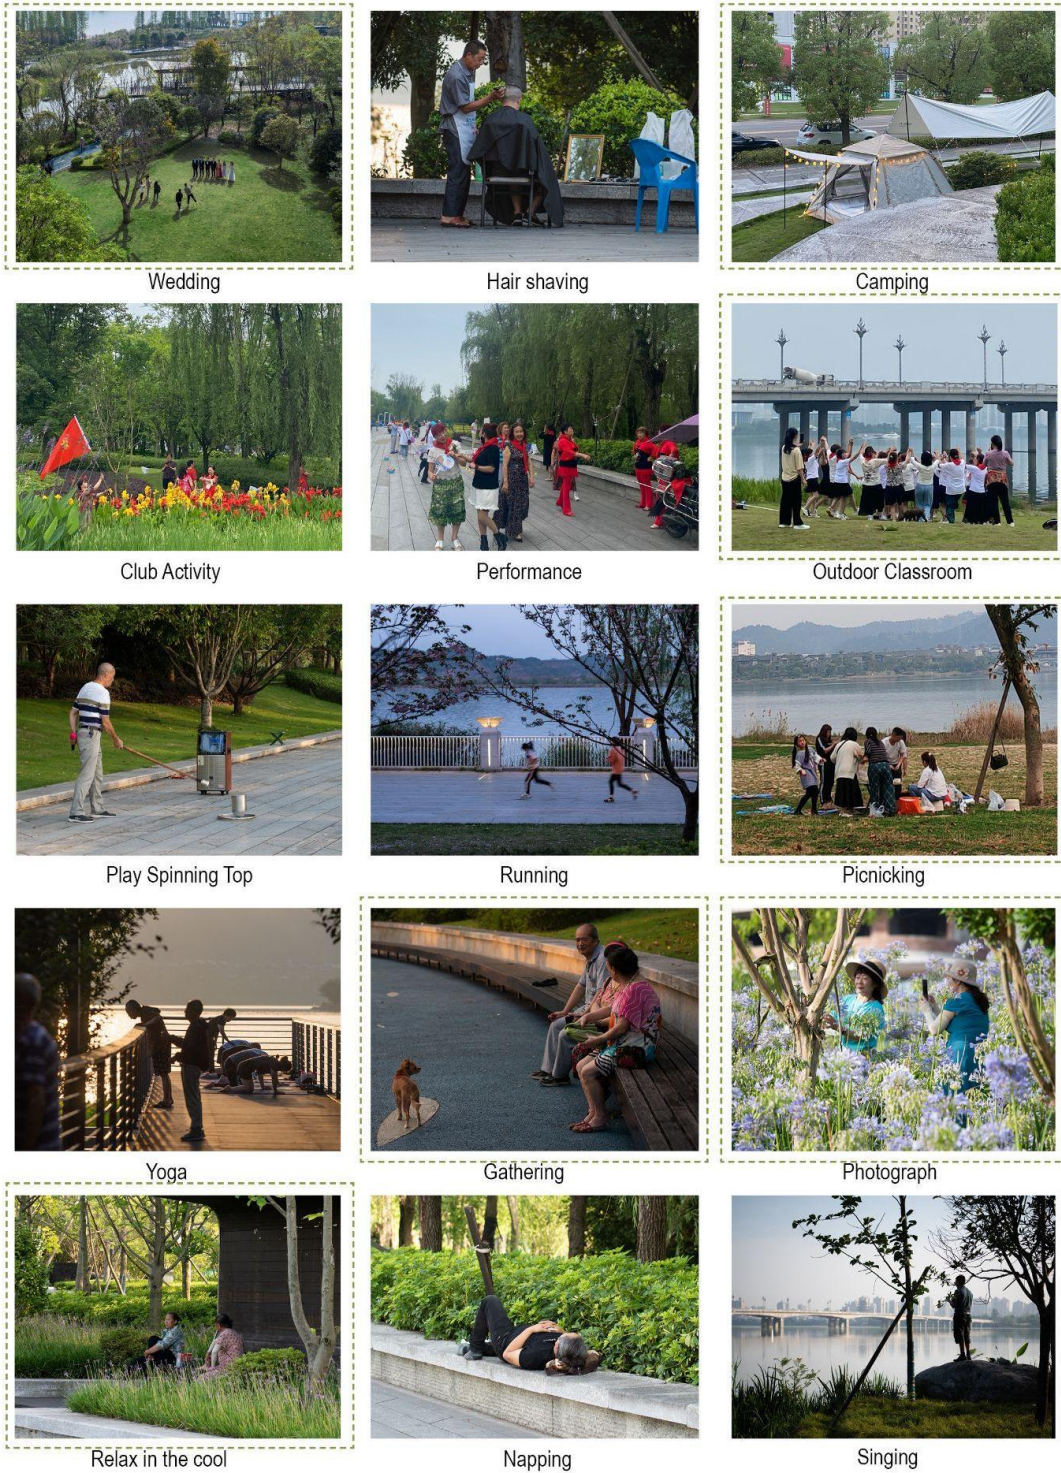 Wedding
Hair shaving
Camping
Club Activity
Performance
Outdoor Classroom
Play Spinning Top
Running
Picnicking
Yoga
Gathering
Photograph
Relax in the cool
Napping
Singing